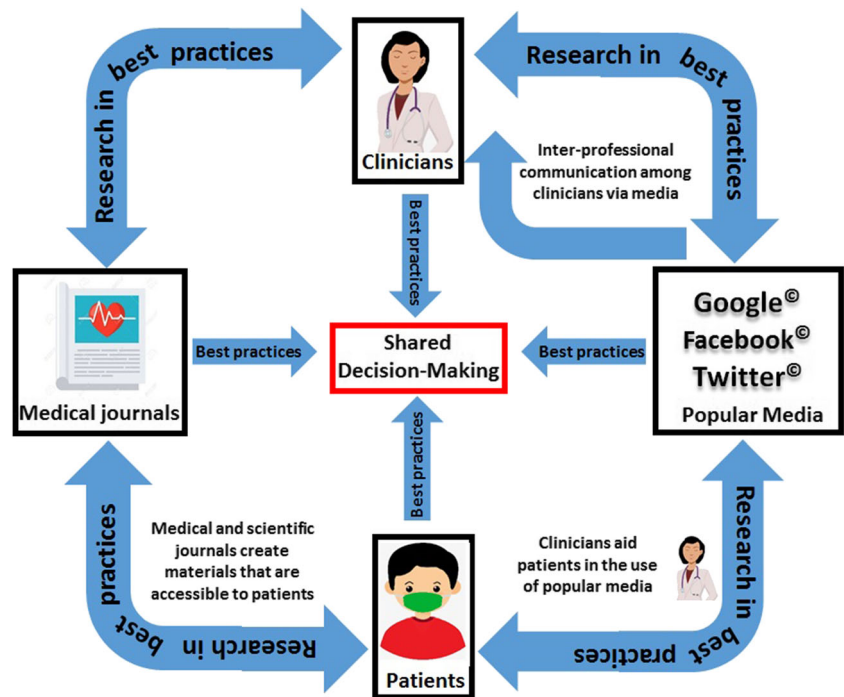 Research in best practices
Research in best practices
Clinicians
Inter-professional
communication among
clinicians via media
Best practices
Medical journals
Best practices
Shared
Decision-Making
Best practices
Google©
Facebook©
Twitter©
Popular Media
Best practices
Research in best practices
Medical and scientific
journals create
materials that are
accessible to patients
Clinicians aid
patients in the use
of popular media
Research in best practices
Patients